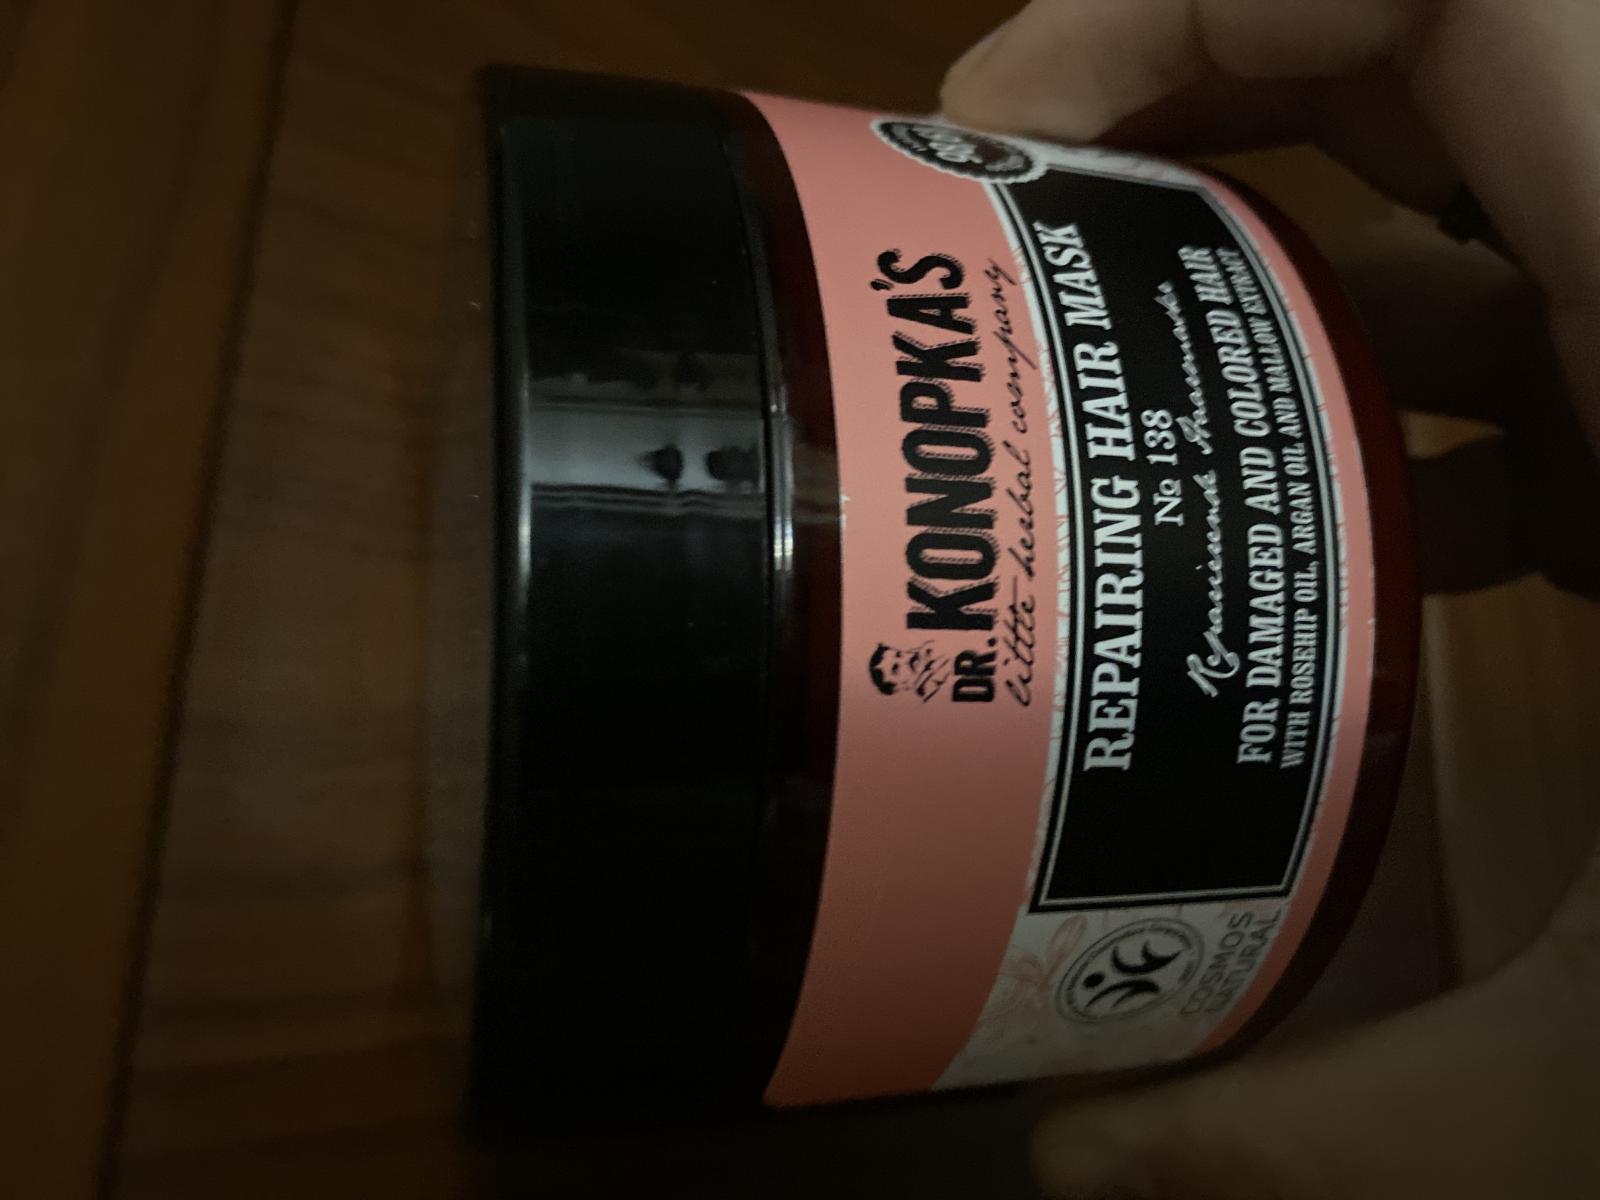 DR. KONOPKA'S
little herbal company
REPAIRING HAIR MASK
№ 138
FOR DAMAGED AND COLORED HAIR
WITH ROSEHIP OIL, ARGAN OIL AND MALLOW EXTRACT
COSMOS
NATURAL